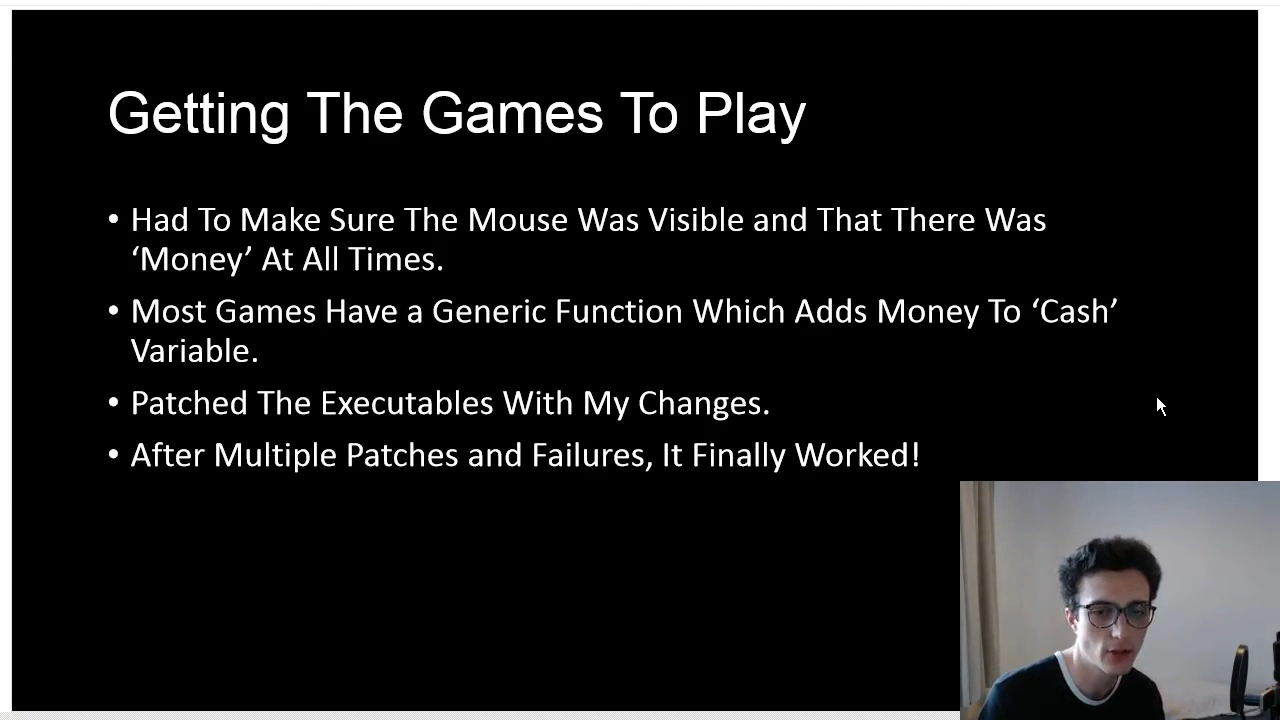 Getting The Games To Play
• Had To Make Sure The Mouse Was Visible and That There Was
‘Money’ At All Times.
• Most Games Have a Generic Function Which Adds Money To ‘Cash’
Variable.
• Patched The Executables With My Changes.
• After Multiple Patches and Failures, It Finally Worked!